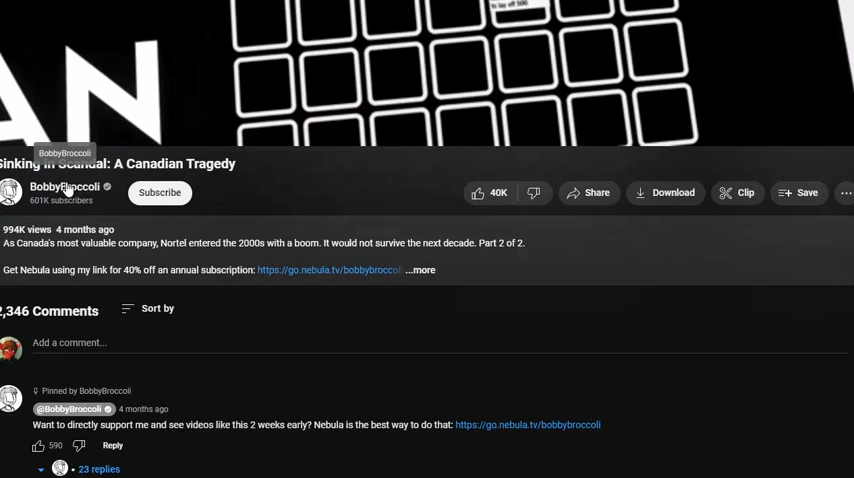 AN
to lay off 500
BobbyBroccoli
Sinking in Scandal: A Canadian Tragedy
BobbyBroccoli
601K subscribers
Subscribe
40K
Share
Download
Clip
Save
994K views 4 months ago
As Canada's most valuable company, Nortel entered the 2000s with a boom. It would not survive the next decade. Part 2 of 2.
Get Nebula using my link for 40% off an annual subscription: https://go.nebula.tv/bobbybroccoli ...more
2,346 Comments
Sort by
Add a comment...
Pinned by BobbyBroccoli
@BobbyBroccoli 4 months ago
Want to directly support me and see videos like this 2 weeks early? Nebula is the best way to do that: https://go.nebula.tv/bobbybroccoli
590
Reply
23 replies